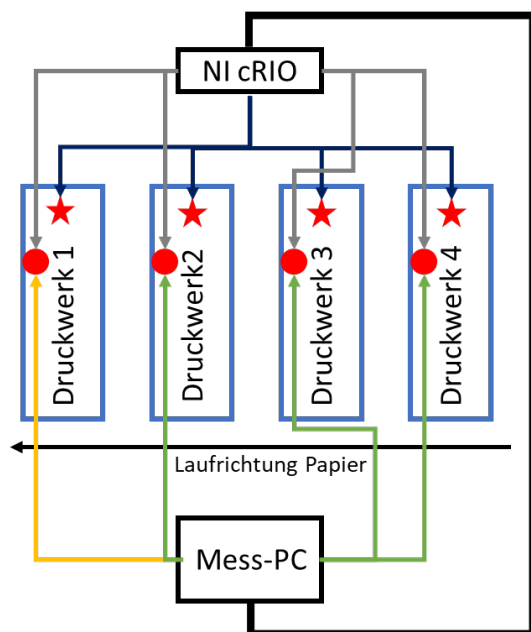 NI cRIO
Druckwerk 1
Druckwerk2
Druckwerk 3
Druckwerk 4
Laufrichtung Papier
Mess-PC